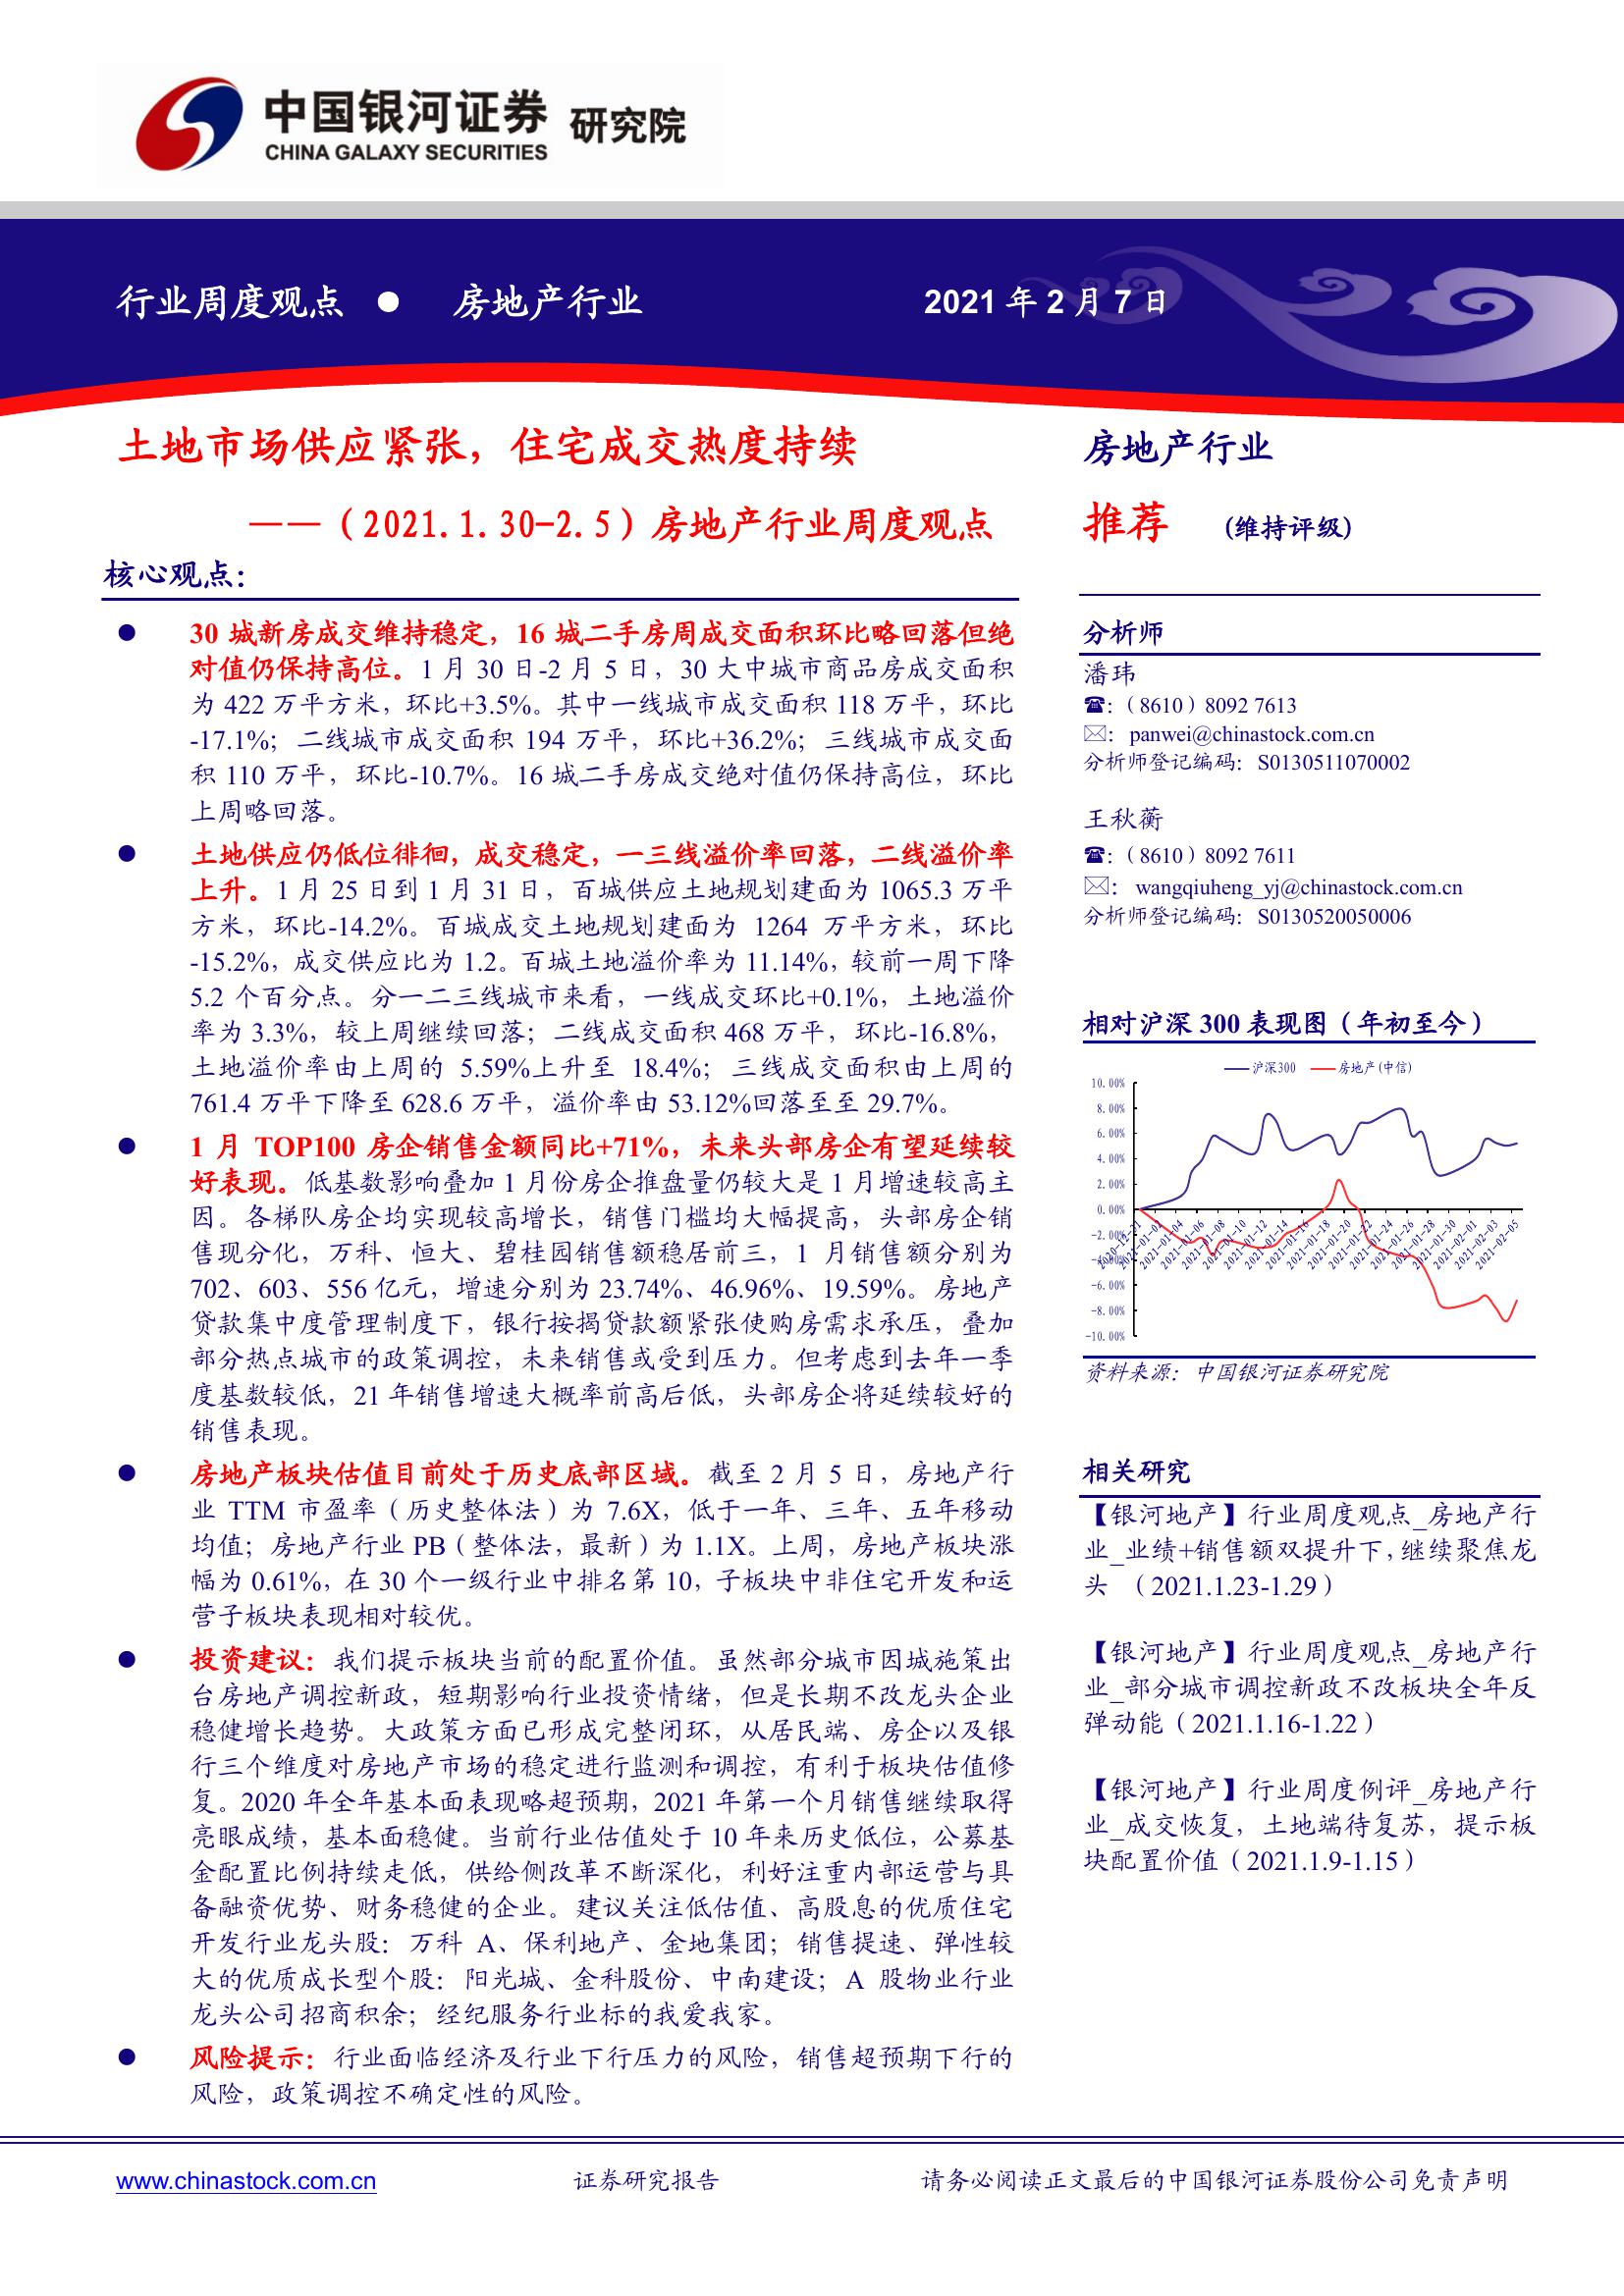 中国银河证券 研究院
CHINA GALAXY SECURITIES
行业周度观点 ● 房地产行业 2021 年 2 月 7 日
土地市场供应紧张，住宅成交热度持续
——（2021.1.30-2.5）房地产行业周度观点
核心观点：
● 30 城新房成交维持稳定，16 城二手房周成交面积环比略回落但绝
对值仍保持高位。1 月 30 日-2 月 5 日，30 大中城市商品房成交面积
为 422 万平方米，环比+3.5%。其中一线城市成交面积 118 万平，环比
-17.1%；二线城市成交面积 194 万平，环比+36.2%；三线城市成交面
积 110 万平，环比-10.7%。16 城二手房成交绝对值仍保持高位，环比
上周略回落。
● 土地供应仍低位徘徊，成交稳定，一三线溢价率回落，二线溢价率
上升。1 月 25 日到 1 月 31 日，百城供应土地规划建面为 1065.3 万平
方米，环比-14.2%。百城成交土地规划建面为 1264 万平方米，环比
-15.2%，成交供应比为 1.2。百城土地溢价率为 11.14%，较前一周下降
5.2 个百分点。分一二三线城市来看，一线成交环比+0.1%，土地溢价
率为 3.3%，较上周继续回落；二线成交面积 468 万平，环比-16.8%，
土地溢价率由上周的 5.59%上升至 18.4%；三线成交面积由上周的
761.4 万平下降至 628.6 万平，溢价率由 53.12%回落至至 29.7%。
● 1 月 TOP100 房企销售金额同比+71%，未来头部房企有望延续较
好表现。低基数影响叠加 1 月份房企推盘量仍较大是 1 月增速较高主
因。各梯队房企均实现较高增长，销售门槛均大幅提高，头部房企销
售现分化，万科、恒大、碧桂园销售额稳居前三，1 月销售额分别为
702、603、556 亿元，增速分别为 23.74%、46.96%、19.59%。房地产
贷款集中度管理制度下，银行按揭贷款额紧张使购房需求承压，叠加
部分热点城市的政策调控，未来销售或受到压力。但考虑到去年一季
度基数较低，21 年销售增速大概率前高后低，头部房企将延续较好的
销售表现。
● 房地产板块估值目前处于历史底部区域。截至 2 月 5 日，房地产行
业 TTM 市盈率（历史整体法）为 7.6X，低于一年、三年、五年移动
均值；房地产行业 PB（整体法，最新）为 1.1X。上周，房地产板块涨
幅为 0.61%，在 30 个一级行业中排名第 10，子板块中非住宅开发和运
营子板块表现相对较优。
● 投资建议：我们提示板块当前的配置价值。虽然部分城市因城施策出
台房地产调控新政，短期影响行业投资情绪，但是长期不改龙头企业
稳健增长趋势。大政策方面已形成完整闭环，从居民端、房企以及银
行三个维度对房地产市场的稳定进行监测和调控，有利于板块估值修
复。2020 年全年基本面表现略超预期，2021 年第一个月销售继续取得
亮眼成绩，基本面稳健。当前行业估值处于 10 年来历史低位，公募基
金配置比例持续走低，供给侧改革不断深化，利好注重内部运营与具
备融资优势、财务稳健的企业。建议关注低估值、高股息的优质住宅
开发行业龙头股：万科 A、保利地产、金地集团；销售提速、弹性较
大的优质成长型个股：阳光城、金科股份、中南建设；A 股物业行业
龙头公司招商积余；经纪服务行业标的我爱我家。
● 风险提示：行业面临经济及行业下行压力的风险，销售超预期下行的
风险，政策调控不确定性的风险。
房地产行业
推荐 (维持评级)
分析师
潘玮
☎:（8610）8092 7613
✉: panwei@chinastock.com.cn
分析师登记编码：S0130511070002
王秋蘅
☎:（8610）8092 7611
✉: wangqiuheng_yj@chinastock.com.cn
分析师登记编码：S0130520050006
相对沪深 300 表现图（年初至今）
沪深300 房地产(中信)
10.00%
8.00%
6.00%
4.00%
2.00%
0.00%
-2.00%
-4.00%
-6.00%
-8.00%
-10.00%
2020-12-31 2021-01-02 2021-01-04 2021-01-06 2021-01-08 2021-01-10 2021-01-12 2021-01-14 2021-01-16 2021-01-18 2021-01-20 2021-01-22 2021-01-24 2021-01-26 2021-01-28 2021-01-30 2021-02-01 2021-02-03 2021-02-05
资料来源：中国银河证券研究院
相关研究
【银河地产】行业周度观点_房地产行
业_业绩+销售额双提升下,继续聚焦龙
头 （2021.1.23-1.29）
【银河地产】行业周度观点_房地产行
业_部分城市调控新政不改板块全年反
弹动能（2021.1.16-1.22）
【银河地产】行业周度例评_房地产行
业_成交恢复，土地端待复苏，提示板
块配置价值（2021.1.9-1.15）
www.chinastock.com.cn 证券研究报告 请务必阅读正文最后的中国银河证券股份公司免责声明